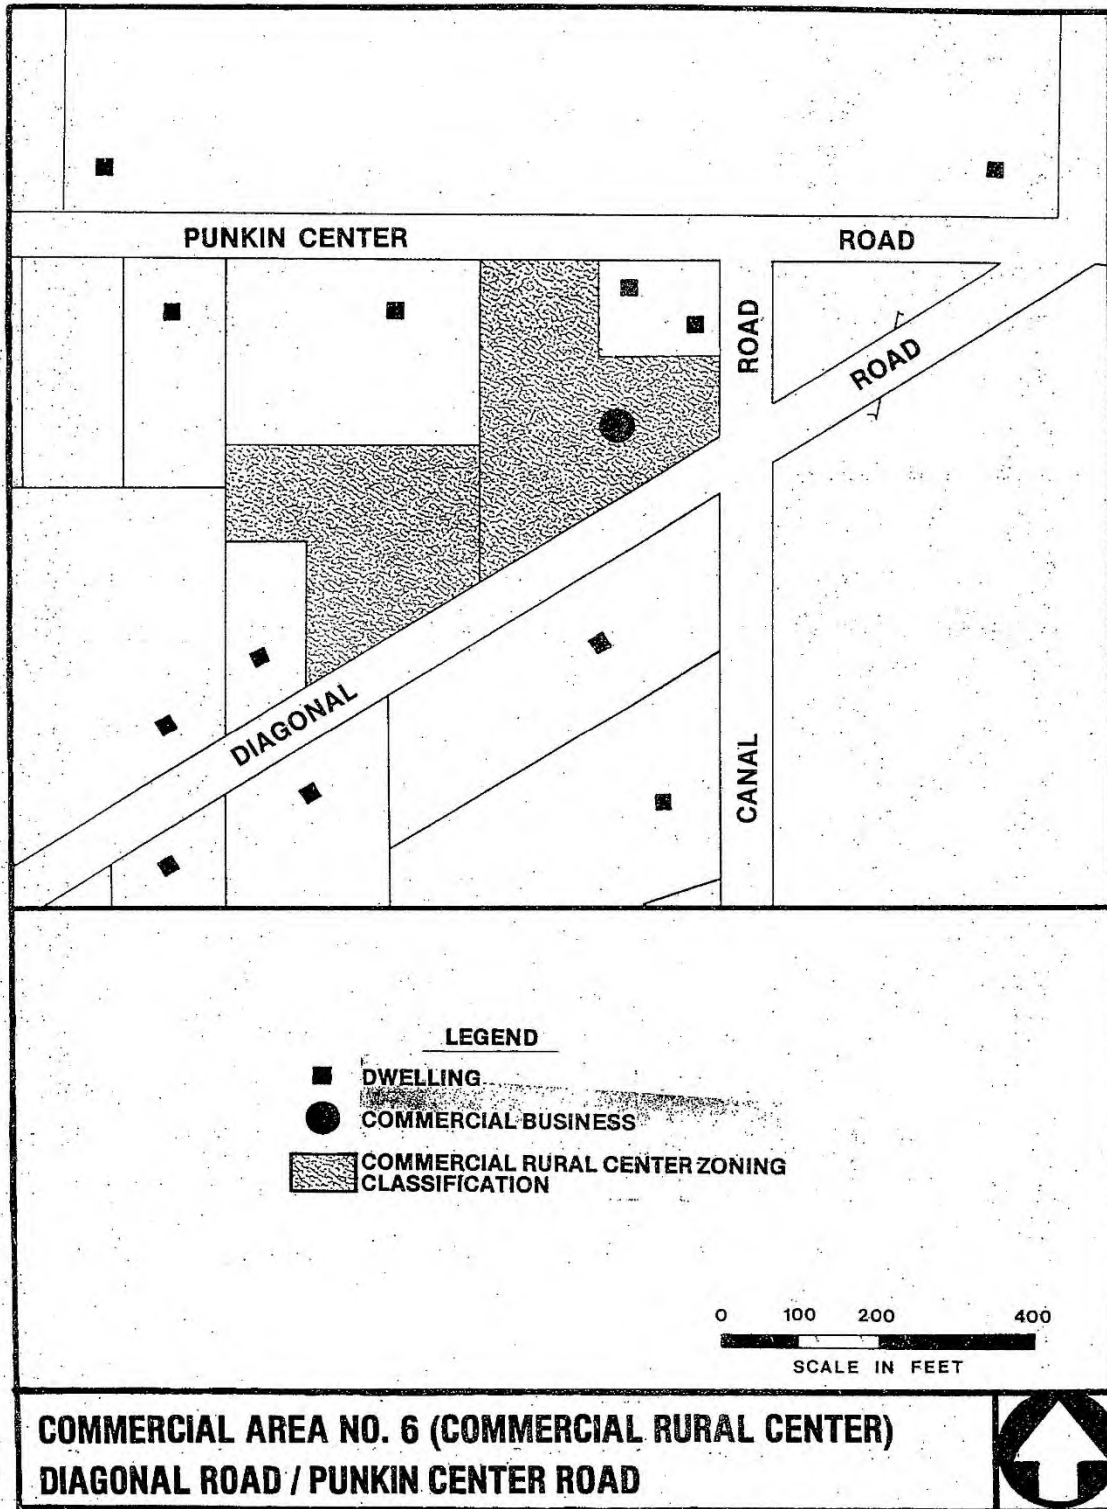 PUNKIN CENTER
ROAD
ROAD
ROAD
DIAGONAL
CANAL
LEGEND
DWELLING
COMMERCIAL BUSINESS
COMMERCIAL RURAL CENTER ZONING
CLASSIFICATION
0 100 200 400
SCALE IN FEET
COMMERCIAL AREA NO. 6 (COMMERCIAL RURAL CENTER)
DIAGONAL ROAD / PUNKIN CENTER ROAD